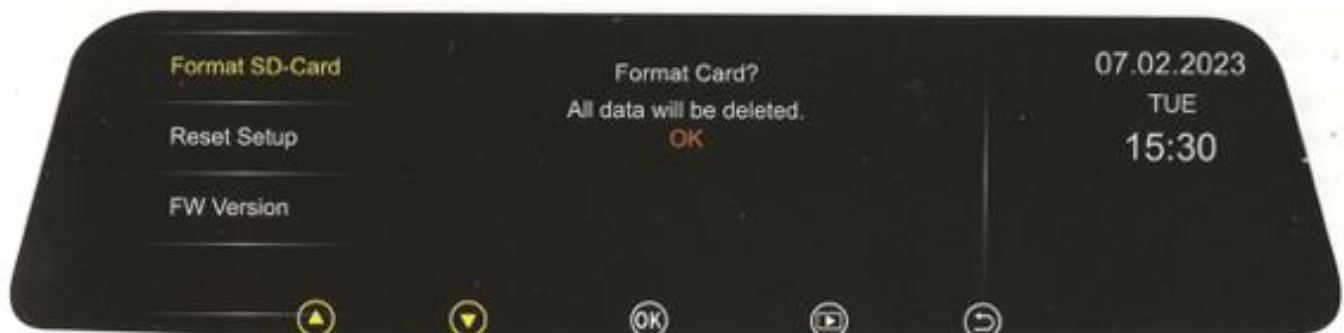 Format SD-Card
Reset Setup
FW Version
Format Card?
All data will be deleted.
OK
07.02.2023
TUE
15:30
OK